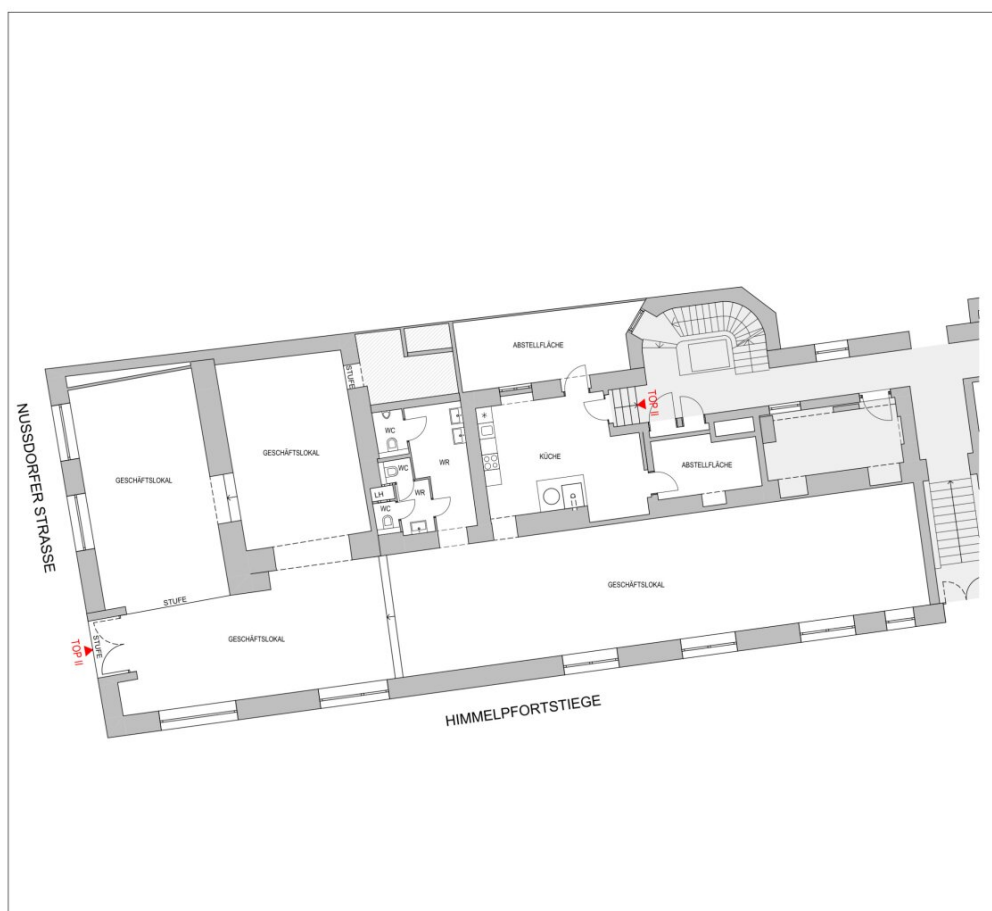 ABSTELLFLÄCHE
STUFE
TOP II
NUSSDORFER STRASSE
WC
WR
KÜCHE
GESCHÄFTSLOKAL
GESCHÄFTSLOKAL
WC
ABSTELLFLÄCHE
LH
WR
WC
GESCHÄFTSLOKAL
STUFE
GESCHÄFTSLOKAL
STUFE
TOP II
HIMMELPFORTSTIEGE